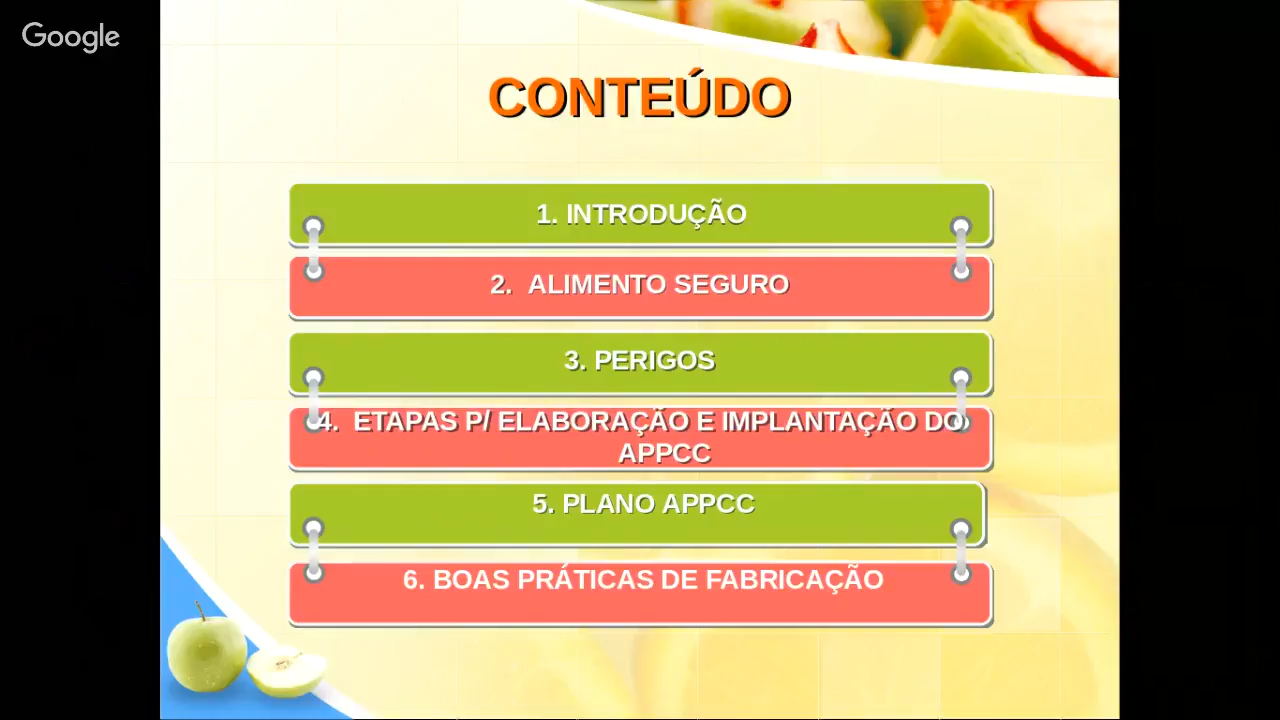 Google
CONTEÚDO
1. INTRODUÇÃO
2. ALIMENTO SEGURO
3. PERIGOS
4. ETAPAS P/ ELABORAÇÃO E IMPLANTAÇÃO DO
APPCC
5. PLANO APPCC
6. BOAS PRÁTICAS DE FABRICAÇÃO